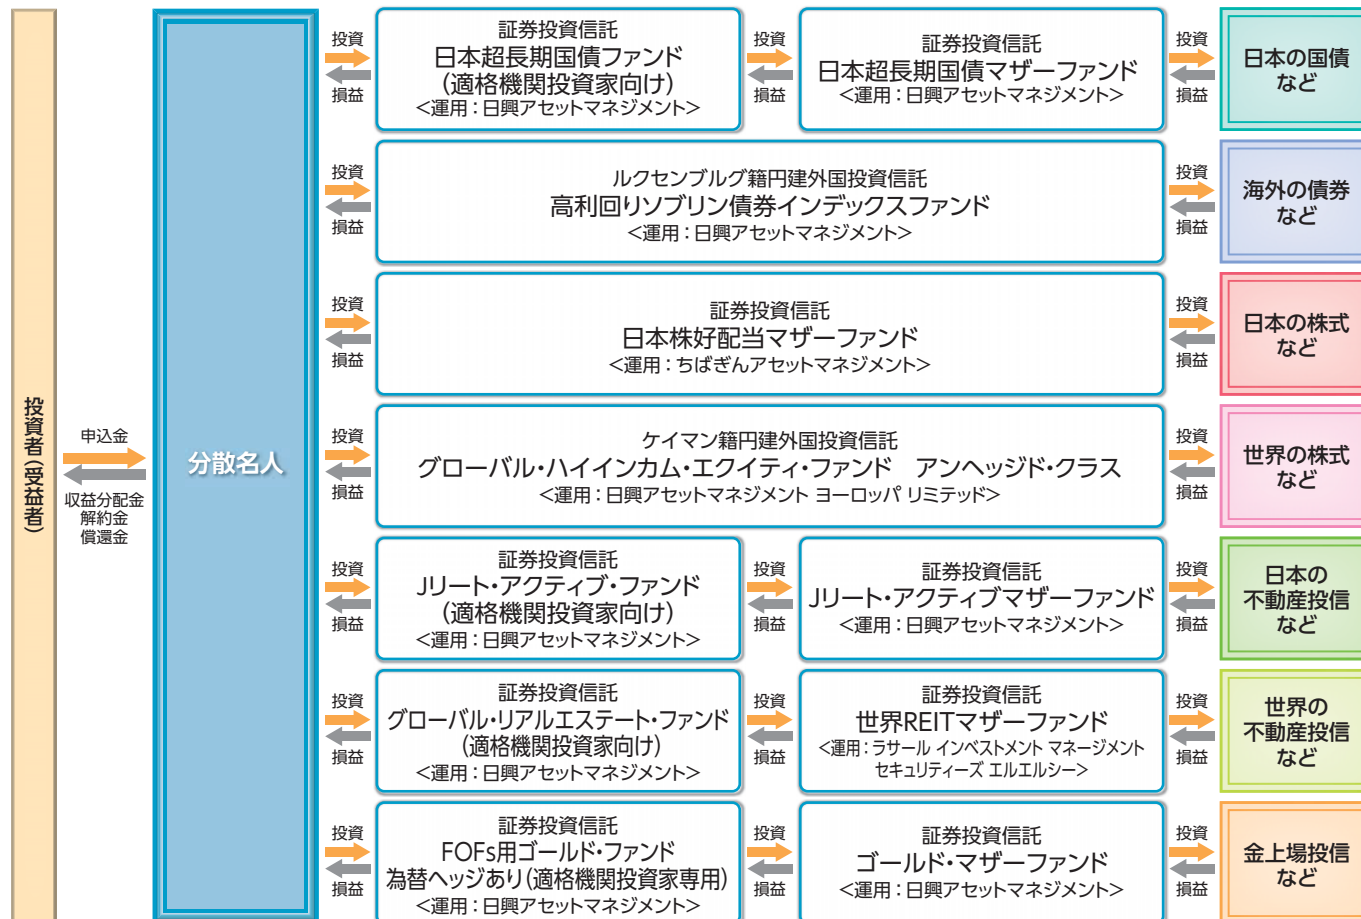 投資者(受益者)
申込金
収益分配金
解約金
償還金
分散名人
投資
損益
証券投資信託
日本超長期国債ファンド
(適格機関投資家向け)
<運用:日興アセットマネジメント>
投資
損益
証券投資信託
日本超長期国債マザーファンド
<運用:日興アセットマネジメント>
投資
損益
日本の国債
など
投資
損益
ルクセンブルグ籍円建外国投資信託
高利回りソブリン債券インデックスファンド
<運用:日興アセットマネジメント>
投資
損益
海外の債券
など
投資
損益
証券投資信託
日本株好配当マザーファンド
<運用:ちばぎんアセットマネジメント>
投資
損益
日本の株式
など
投資
損益
ケイマン籍円建外国投資信託
グローバル・ハイインカム・エクイティ・ファンド アンヘッジド・クラス
<運用:日興アセットマネジメント ヨーロッパ リミテッド>
投資
損益
世界の株式
など
投資
損益
証券投資信託
Jリート・アクティブ・ファンド
(適格機関投資家向け)
<運用:日興アセットマネジメント>
投資
損益
証券投資信託
Jリート・アクティブマザーファンド
<運用:日興アセットマネジメント>
投資
損益
日本の
不動産投信
など
投資
損益
証券投資信託
グローバル・リアルエステート・ファンド
(適格機関投資家向け)
<運用:日興アセットマネジメント>
投資
損益
証券投資信託
世界REITマザーファンド
<運用:ラサール インベストメント マネージメント
セキュリティーズ エルエルシー>
投資
損益
世界の
不動産投信
など
投資
損益
証券投資信託
FOFs用ゴールド・ファンド
為替ヘッジあり(適格機関投資家専用)
<運用:日興アセットマネジメント>
投資
損益
証券投資信託
ゴールド・マザーファンド
<運用:日興アセットマネジメント>
投資
損益
金上場投信
など